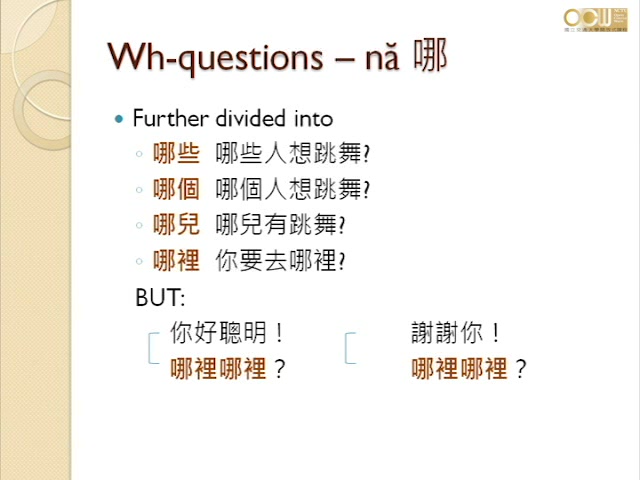 Wh-questions – nă 哪
Further divided into
哪些 哪些人想跳舞?
哪個 哪個人想跳舞?
哪兒 哪兒有跳舞?
哪裡 你要去哪裡?
BUT:
你好聰明！ 謝謝你！
哪裡哪裡？ 哪裡哪裡？